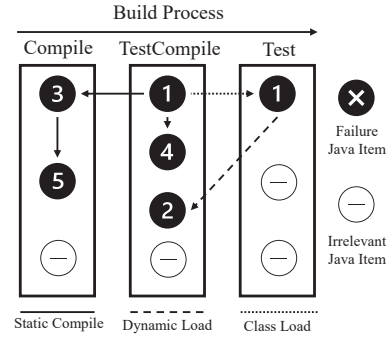 Build Process
Compile TestCompile Test
3 1 1
4
5
2
Failure
Java Item
Irrelevant
Java Item
Static Compile Dynamic Load Class Load